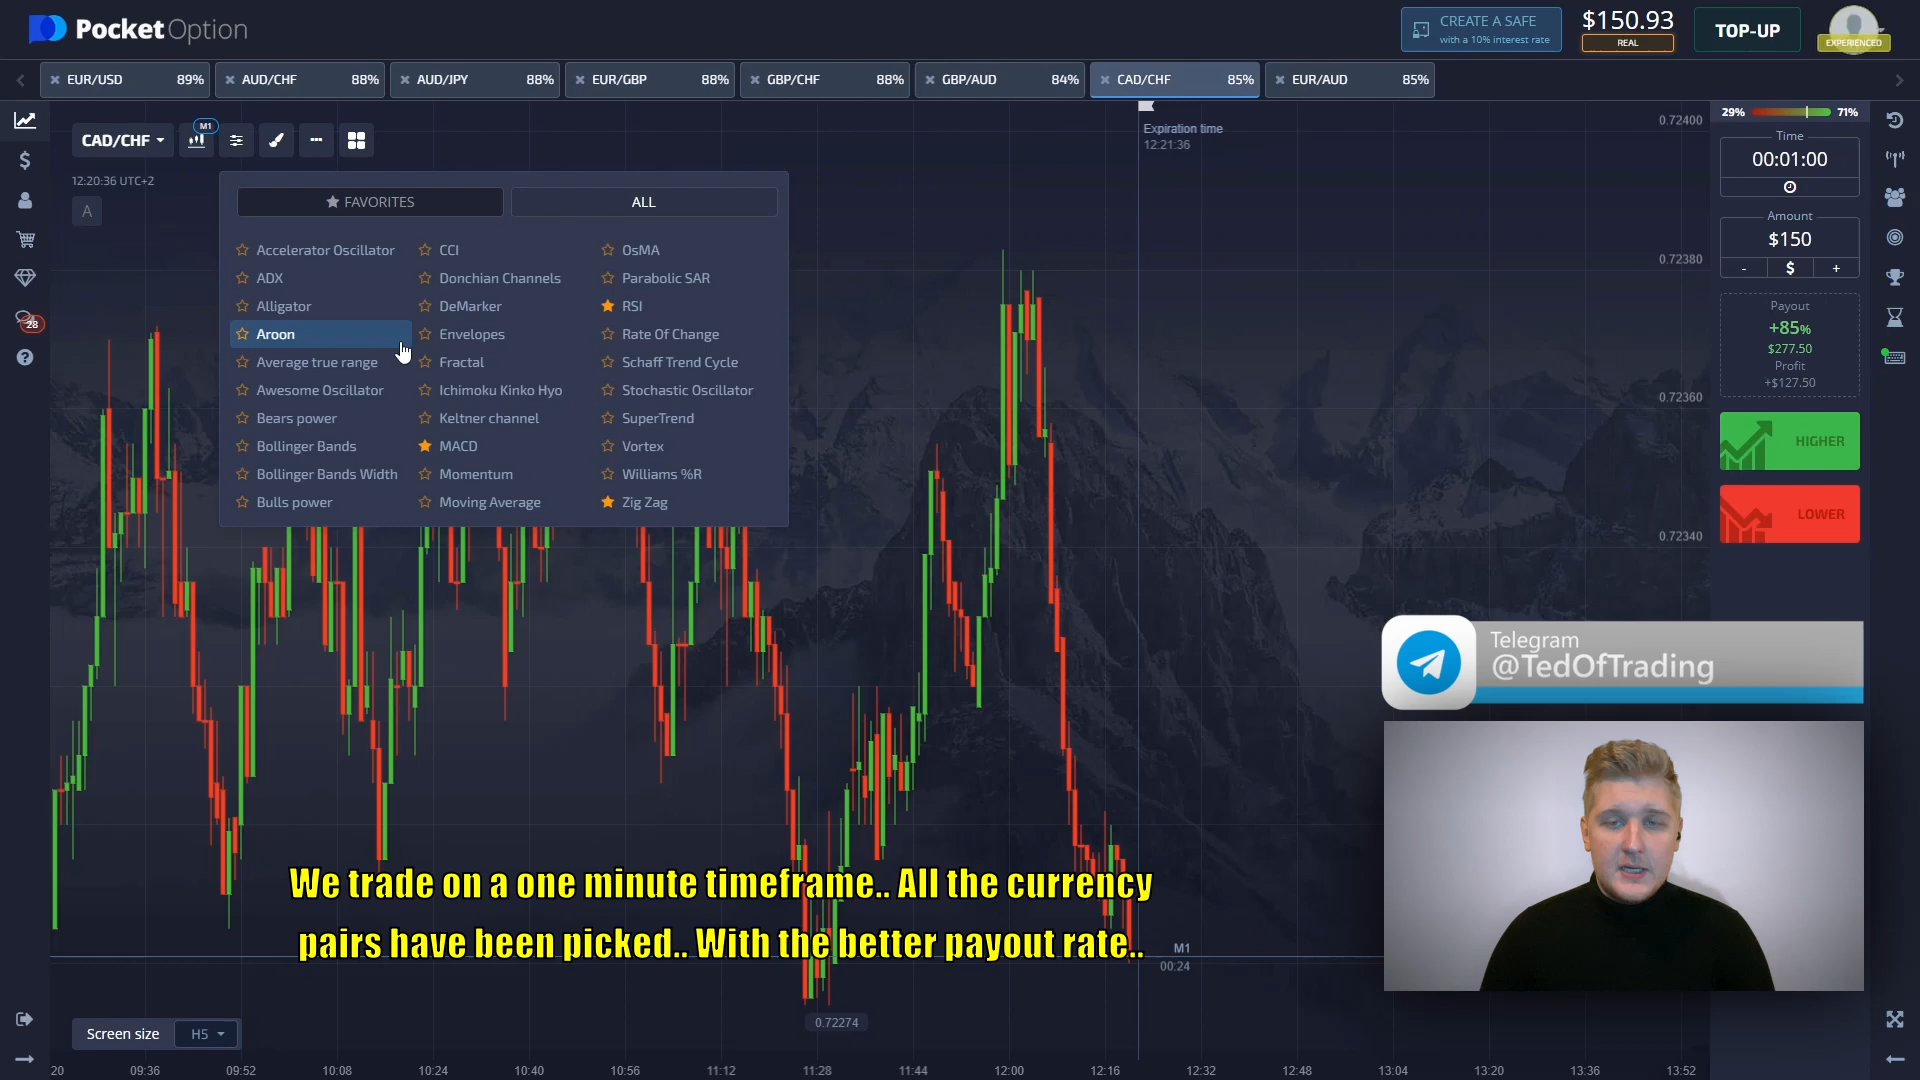 PocketOption
CREATE A SAFE
with a 10% interest rate
$150.93
REAL
TOP-UP
EXPERIENCED
EUR/USD 89%
AUD/CHF 88%
AUD/JPY 88%
EUR/GBP 88%
GBP/CHF 88%
GBP/AUD 84%
CAD/CHF 85%
EUR/AUD 85%
CAD/CHF
M1
12:20:36 UTC+2
A
28
FAVORITES
ALL
Accelerator Oscillator
ADX
Alligator
Aroon
Average true range
Awesome Oscillator
Bears power
Bollinger Bands
Bollinger Bands Width
Bulls power
CCI
Donchian Channels
DeMarker
Envelopes
Fractal
Ichimoku Kinko Hyo
Keltner channel
MACD
Momentum
Moving Average
OsMA
Parabolic SAR
RSI
Rate Of Change
Schaff Trend Cycle
Stochastic Oscillator
SuperTrend
Vortex
Williams %R
Zig Zag
Expiration time
12:21:36
0.72400
0.72380
0.72360
0.72340
29% 71%
Time
00:01:00
Amount
$150
- $ +
Payout
+85%
$277.50
Profit
+$127.50
HIGHER
LOWER
Telegram
@TedOfTrading
We trade on a one minute timeframe.. All the currency
pairs have been picked.. With the better payout rate..
M1
00:24
0.72274
Screen size H5
20 09:36 09:52 10:08 10:24 10:40 10:56 11:12 11:28 11:44 12:00 12:16 12:32 12:48 13:04 13:20 13:36 13:52